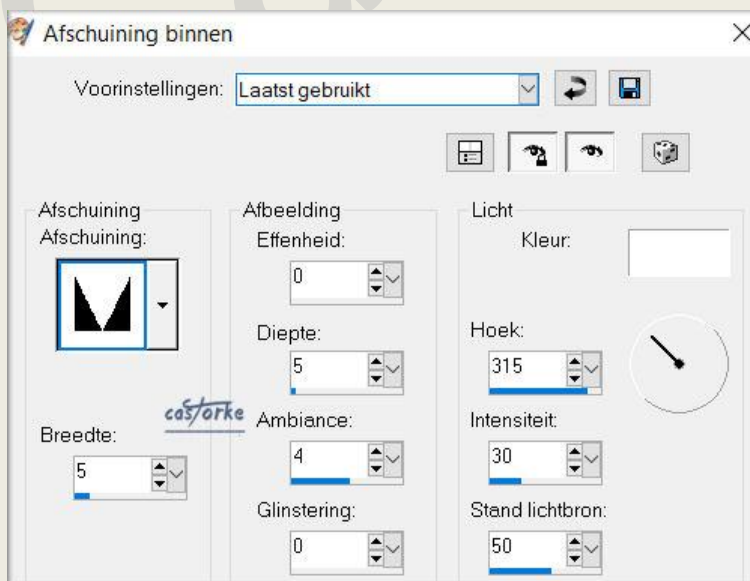 Afschuining binnen
Voorinstellingen: Laatst gebruikt
Afschuining
Afschuining:
Breedte:
5
castorke
Afbeelding
Effenheid:
0
Diepte:
5
Ambiance:
4
Glinstering:
0
Licht
Kleur:
Hoek:
315
Intensiteit:
30
Stand lichtbron:
50